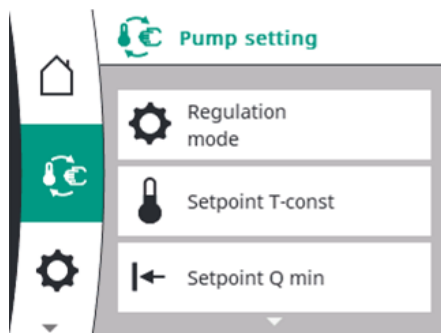 Pump setting
Regulation
mode
Setpoint T-const
Setpoint Q min